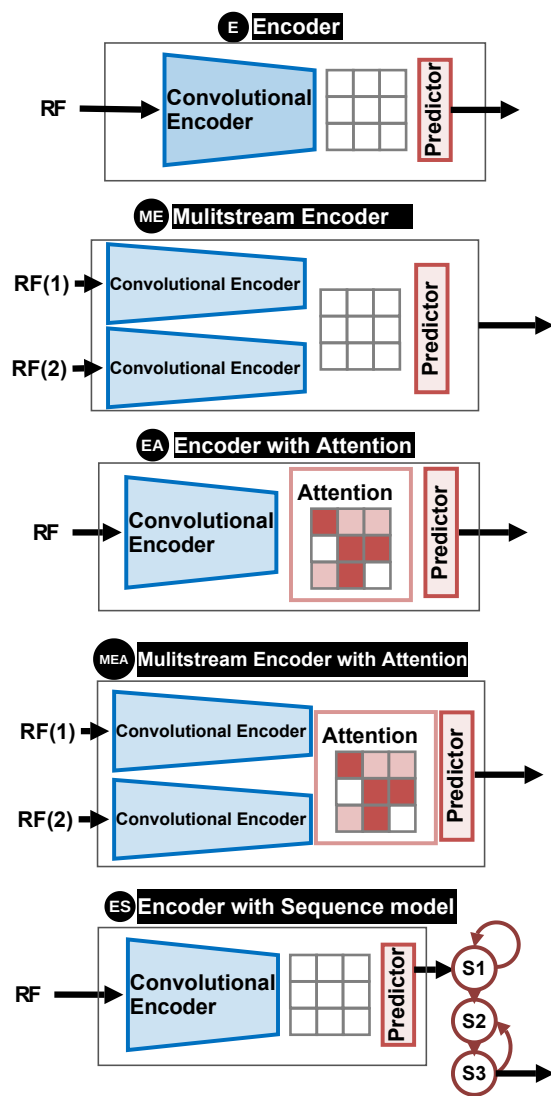 E Encoder
RF
Convolutional
Encoder
Predictor
ME Mulitstream Encoder
RF(1)
Convolutional Encoder
RF(2)
Convolutional Encoder
Predictor
EA Encoder with Attention
RF
Convolutional
Encoder
Attention
Predictor
MEA Mulitstream Encoder with Attention
RF(1)
Convolutional Encoder
RF(2)
Convolutional Encoder
Attention
Predictor
ES Encoder with Sequence model
RF
Convolutional
Encoder
Predictor
S1
S2
S3